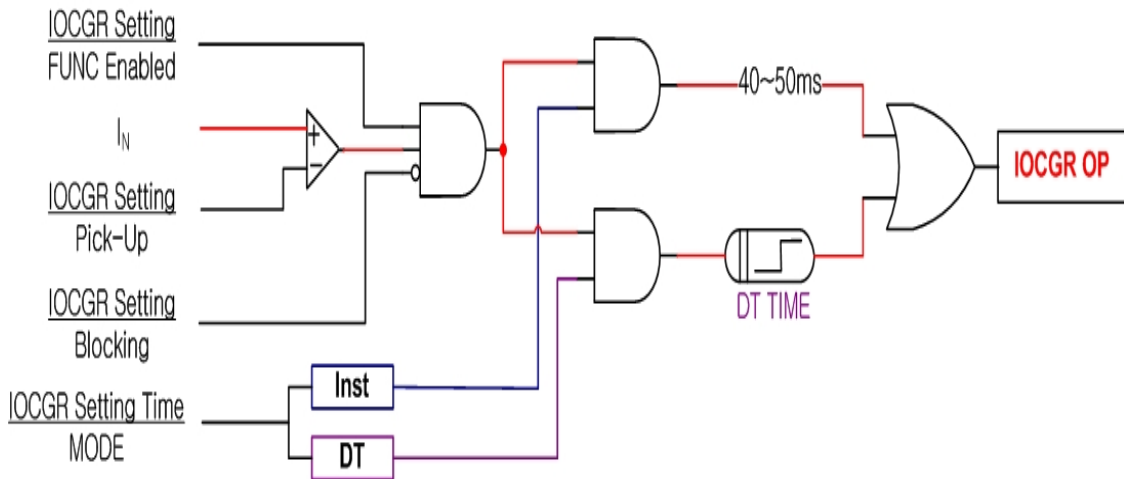 IOCGR Setting
FUNC Enabled
IN
IOCGR Setting
Pick-Up
IOCGR Setting
Blocking
IOCGR Setting Time
MODE
+
−
Inst
DT
40~50ms
DT TIME
IOCGR OP